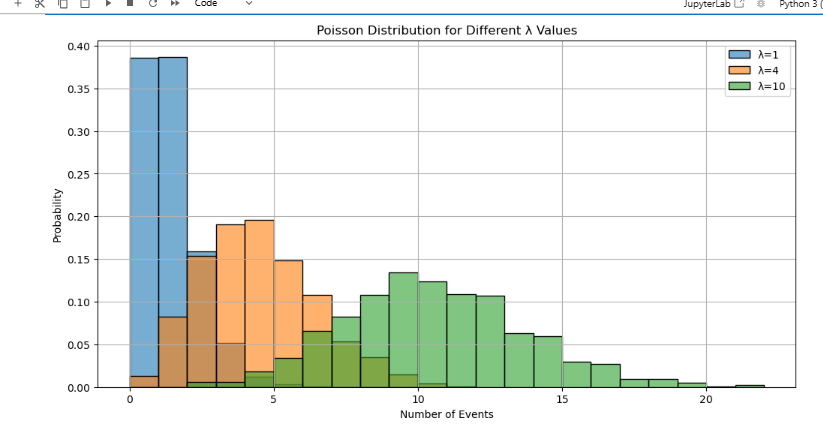 Code
JupyterLab
Python 3 (
Poisson Distribution for Different λ Values
0.40
0.35
0.30
0.25
0.20
0.15
0.10
0.05
0.00
Probability
λ=1
λ=4
λ=10
0 5 10 15 20
Number of Events